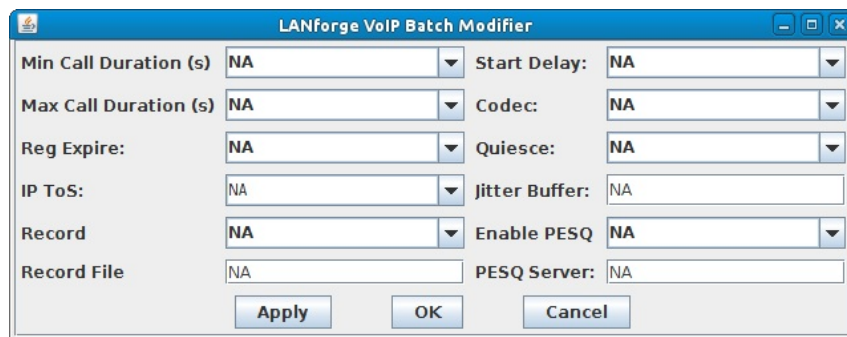 LANforge VoIP Batch Modifier
Min Call Duration (s) NA Start Delay: NA
Max Call Duration (s) NA Codec: NA
Reg Expire: NA Quiesce: NA
IP ToS: NA Jitter Buffer: NA
Record NA Enable PESQ NA
Record File NA PESQ Server: NA
Apply OK Cancel